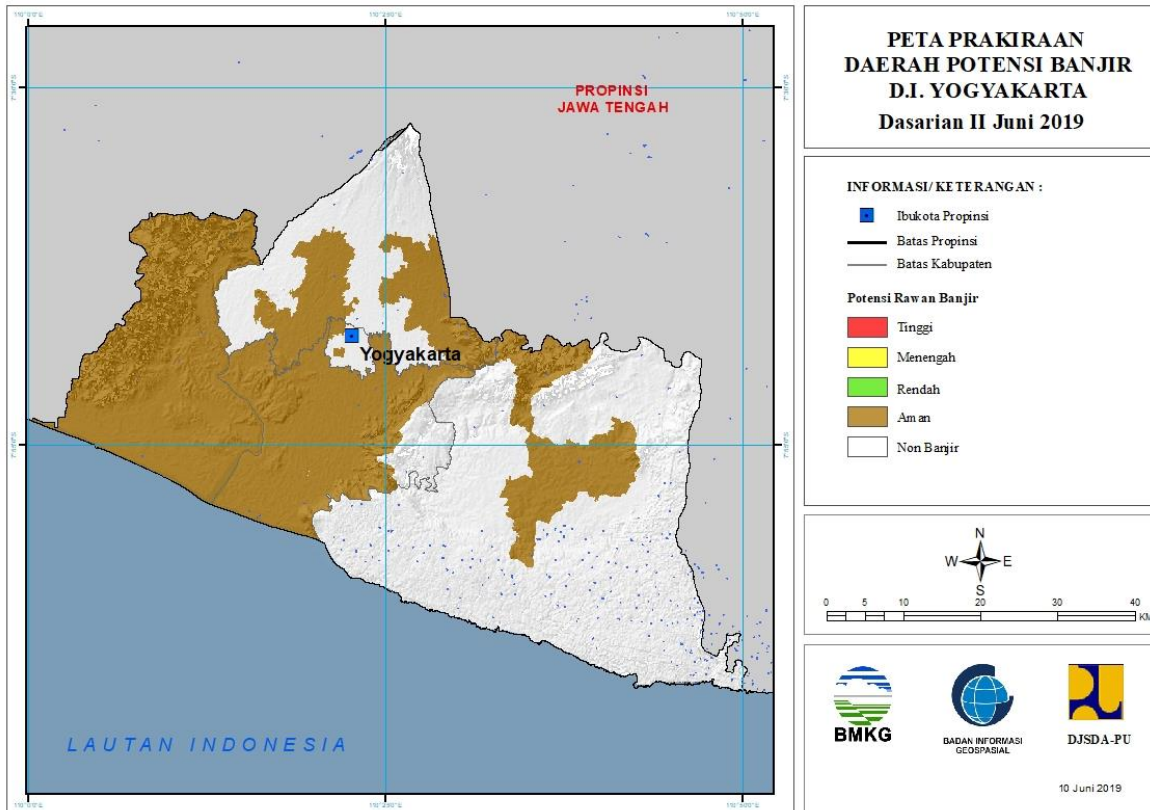 PETA PRAKIRAAN
DAERAH POTENSI BANJIR
D.I. YOGYAKARTA
Dasarian II Juni 2019
PROPINSI
JAWA TENGAH
Yogyakarta
LAUTAN INDONESIA
INFORMASI/ KETERANGAN :
Ibukota Propinsi
Batas Propinsi
Batas Kabupaten
Potensi Rawan Banjir
Tinggi
Menengah
Rendah
Aman
Non Banjir
N
W E
S
0 5 10 20 30 40
KM
BMKG
BADAN INFORMASI
GEOSPASIAL
DJSDA-PU
10 Juni 2019